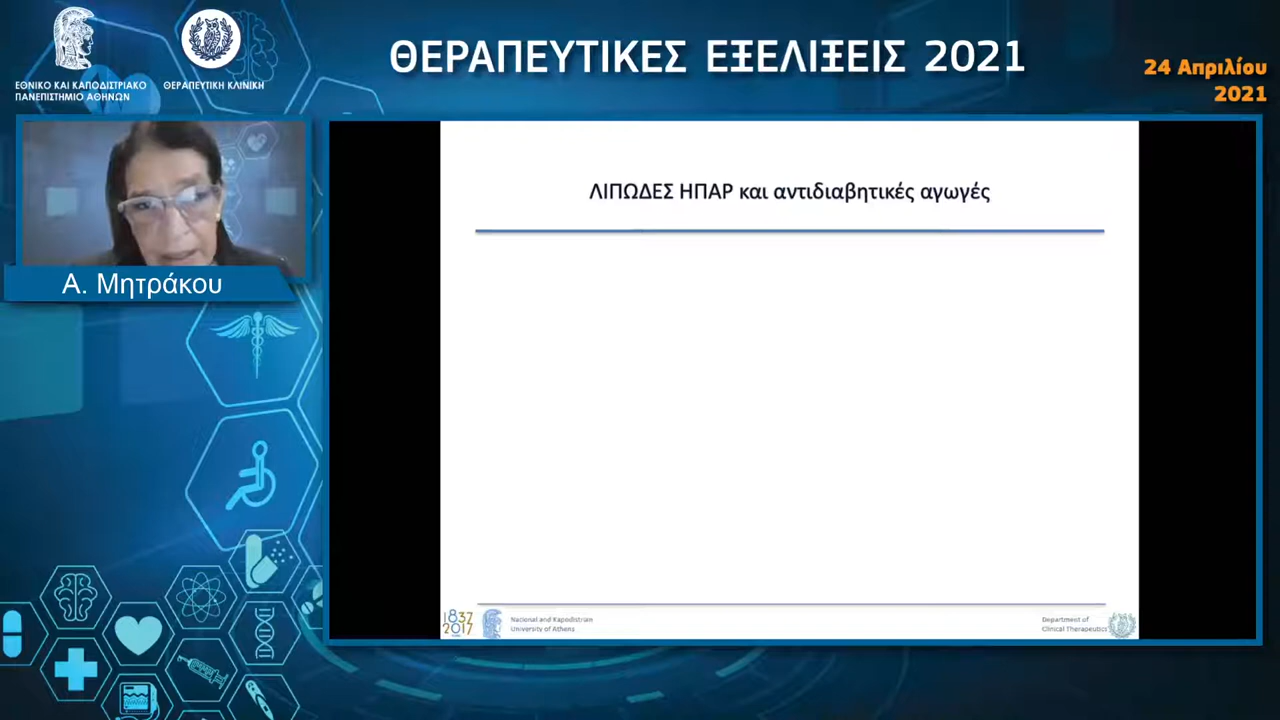 ΕΘΝΙΚΟ ΚΑΙ ΚΑΠΟΔΙΣΤΡΙΑΚΟ
ΠΑΝΕΠΙΣΤΗΜΙΟ ΑΘΗΝΩΝ
ΘΕΡΑΠΕΥΤΙΚΗ ΚΛΙΝΙΚΗ
ΘΕΡΑΠΕΥΤΙΚΕΣ ΕΞΕΛΙΞΕΙΣ 2021
24 Απριλίου
2021
Α. Μητράκου
ΛΙΠΩΔΕΣ ΗΠΑΡ και αντιδιαβητικές αγωγές
1837
2017
National and Kapodistrian
University of Athens
Department of
Clinical Therapeutics